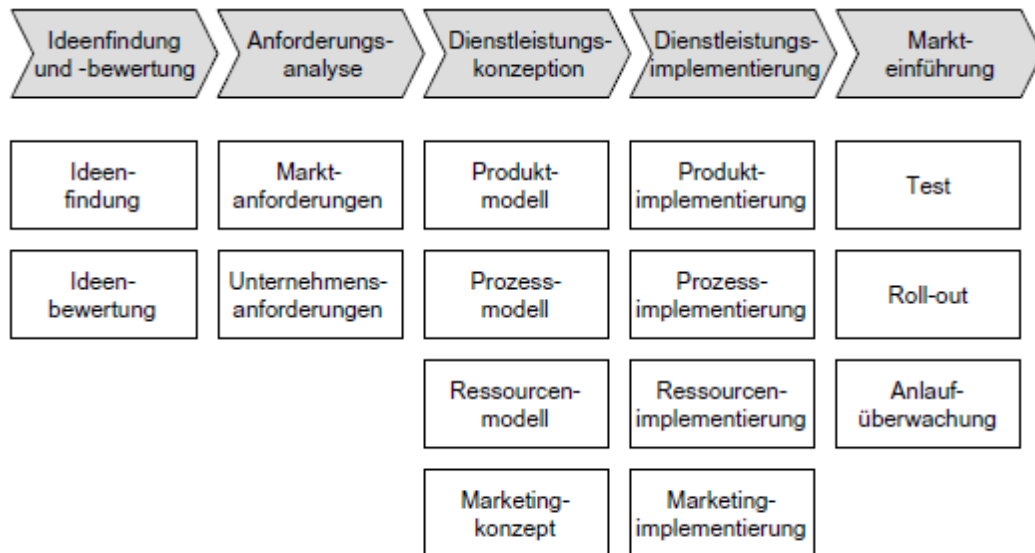 Ideenfindung
und -bewertung
Anforderungs-
analyse
Dienstleistungs-
konzeption
Dienstleistungs-
implementierung
Markt-
einführung
Ideen-
findung
Markt-
anforderungen
Produkt-
modell
Produkt-
implementierung
Test
Ideen-
bewertung
Unternehmens-
anforderungen
Prozess-
modell
Prozess-
implementierung
Roll-out
Ressourcen-
modell
Ressourcen-
implementierung
Anlauf-
überwachung
Marketing-
konzept
Marketing-
implementierung